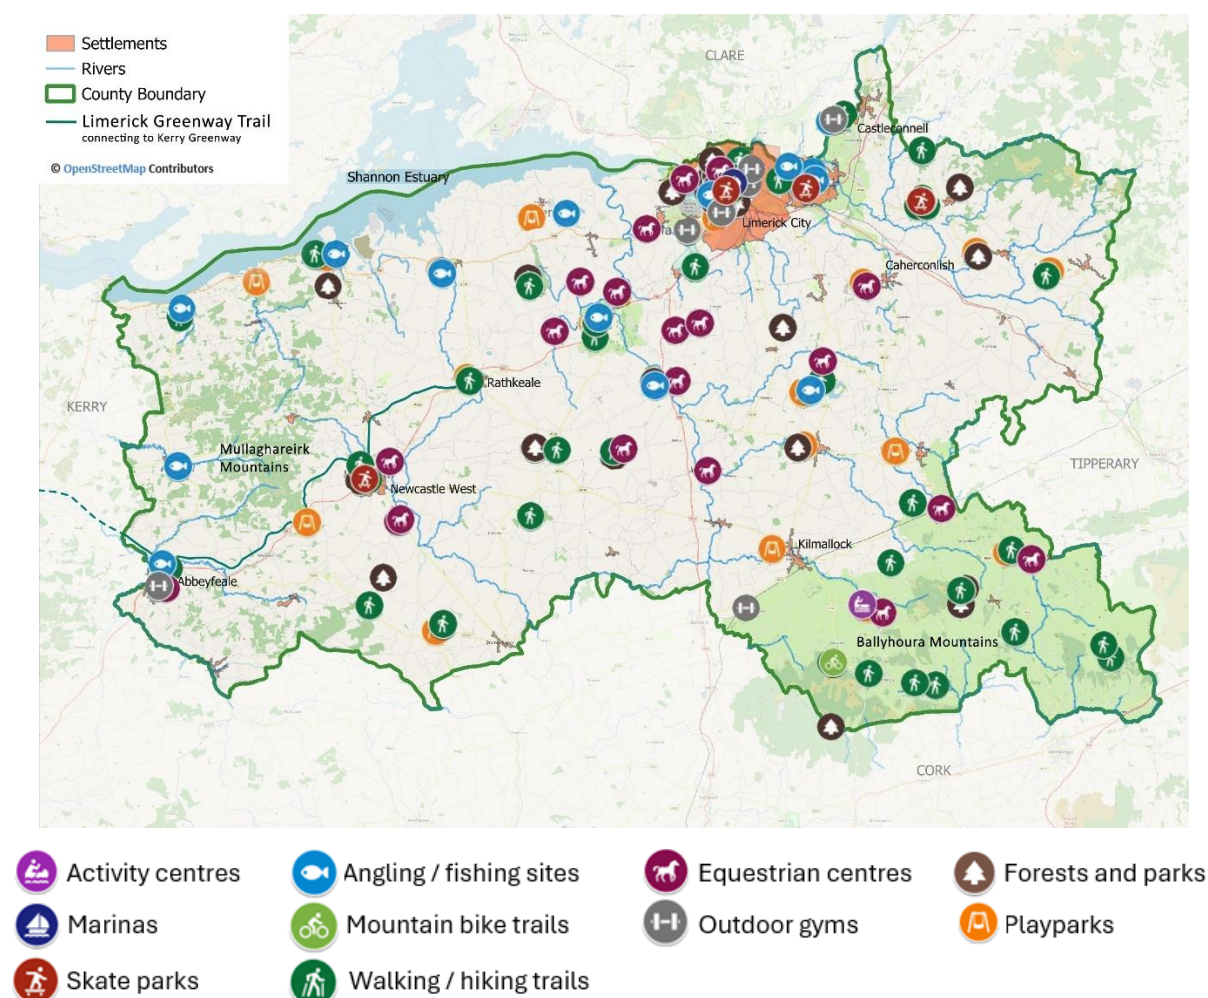 Settlements
Rivers
County Boundary
Limerick Greenway Trail
connecting to Kerry Greenway
© OpenStreetMap Contributors
CLARE
Castleconnell
Shannon Estuary
Limerick City
Caherconlish
Rathkeale
KERRY
Mullaghareirk
Mountains
TIPPERARY
Newcastle West
Kilmallock
Abbeyfeale
Ballyhoura Mountains
CORK
Activity centres
Angling / fishing sites
Equestrian centres
Forests and parks
Marinas
Mountain bike trails
Outdoor gyms
Playparks
Skate parks
Walking / hiking trails